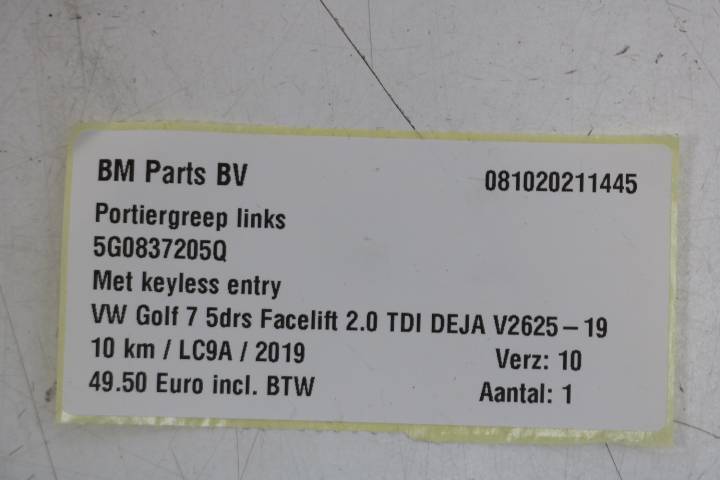 BM Parts BV 081020211445
Portiergreep links
5G0837205Q
Met keyless entry
VW Golf 7 5drs Facelift 2.0 TDI DEJA V2625-19
10 km / LC9A / 2019 Verz: 10
49.50 Euro incl. BTW Aantal: 1